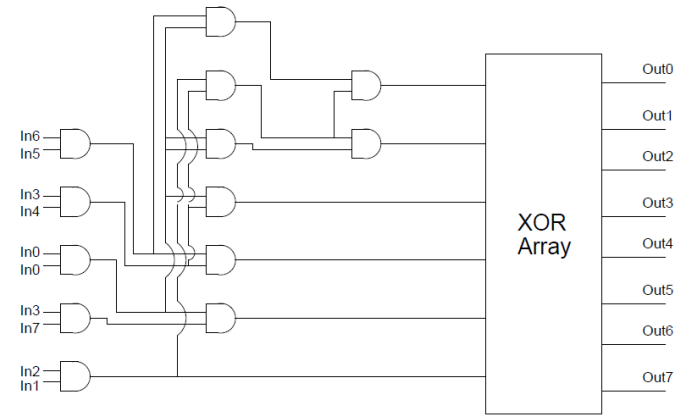 In6
In5
In3
In4
In0
In0
In3
In7
In2
In1
XOR
Array
Out0
Out1
Out2
Out3
Out4
Out5
Out6
Out7